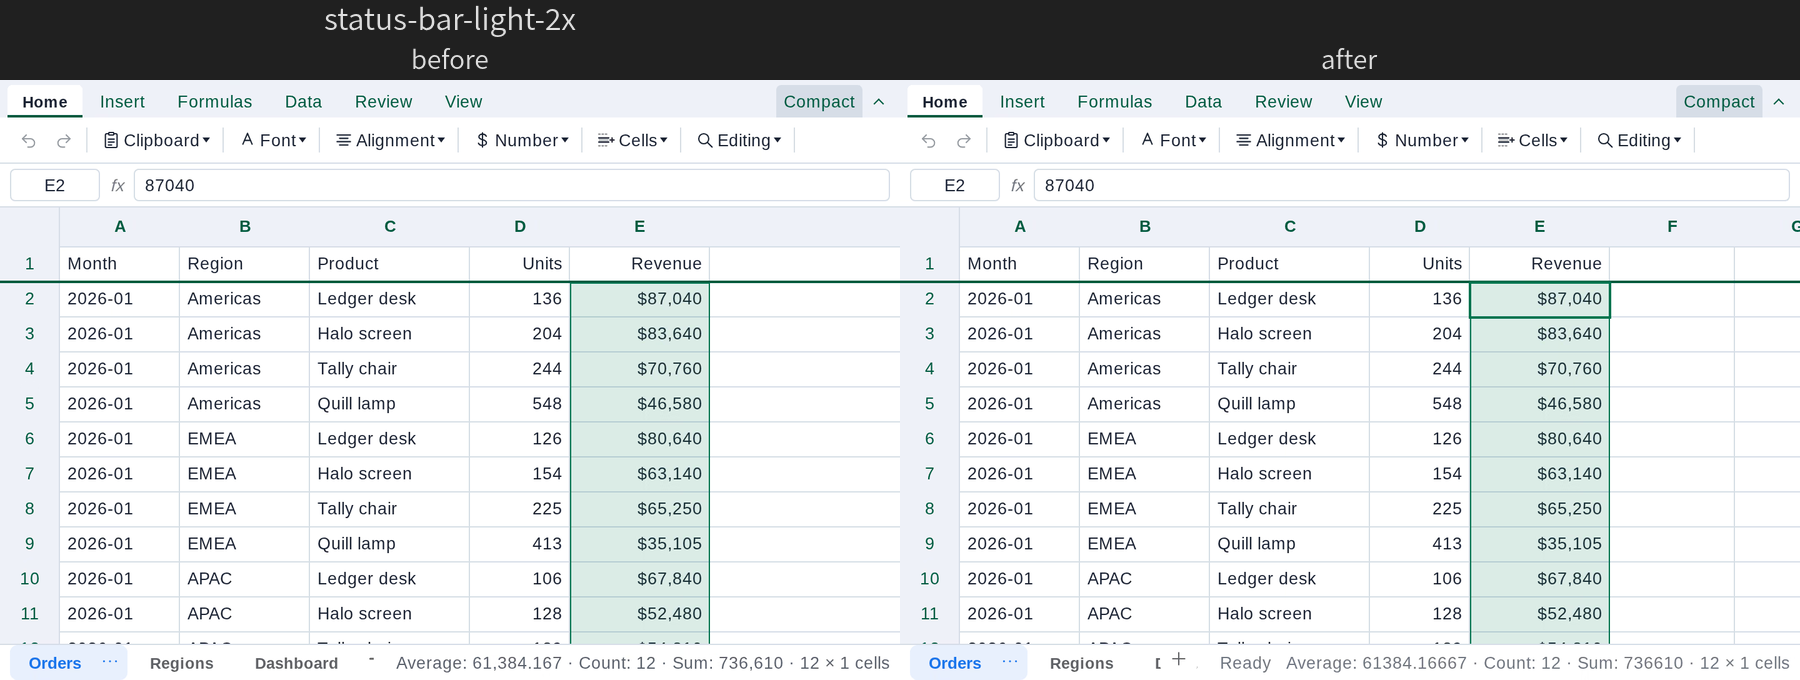 status-bar-light-2x
before
after
Home Insert Formulas Data Review View Compact
Clipboard Font Alignment Number Cells Editing
E2 fx 87040
A B C D E
1 Month Region Product Units Revenue
2 2026-01 Americas Ledger desk 136 $87,040
3 2026-01 Americas Halo screen 204 $83,640
4 2026-01 Americas Tally chair 244 $70,760
5 2026-01 Americas Quill lamp 548 $46,580
6 2026-01 EMEA Ledger desk 126 $80,640
7 2026-01 EMEA Halo screen 154 $63,140
8 2026-01 EMEA Tally chair 225 $65,250
9 2026-01 EMEA Quill lamp 413 $35,105
10 2026-01 APAC Ledger desk 106 $67,840
11 2026-01 APAC Halo screen 128 $52,480
Orders ... Regions Dashboard Average: 61,384.167 · Count: 12 · Sum: 736,610 · 12 × 1 cells
Home Insert Formulas Data Review View Compact
Clipboard Font Alignment Number Cells Editing
E2 fx 87040
A B C D E F
1 Month Region Product Units Revenue
2 2026-01 Americas Ledger desk 136 $87,040
3 2026-01 Americas Halo screen 204 $83,640
4 2026-01 Americas Tally chair 244 $70,760
5 2026-01 Americas Quill lamp 548 $46,580
6 2026-01 EMEA Ledger desk 126 $80,640
7 2026-01 EMEA Halo screen 154 $63,140
8 2026-01 EMEA Tally chair 225 $65,250
9 2026-01 EMEA Quill lamp 413 $35,105
10 2026-01 APAC Ledger desk 106 $67,840
11 2026-01 APAC Halo screen 128 $52,480
Orders ... Regions + Ready Average: 61384.16667 · Count: 12 · Sum: 736610 · 12 × 1 cells